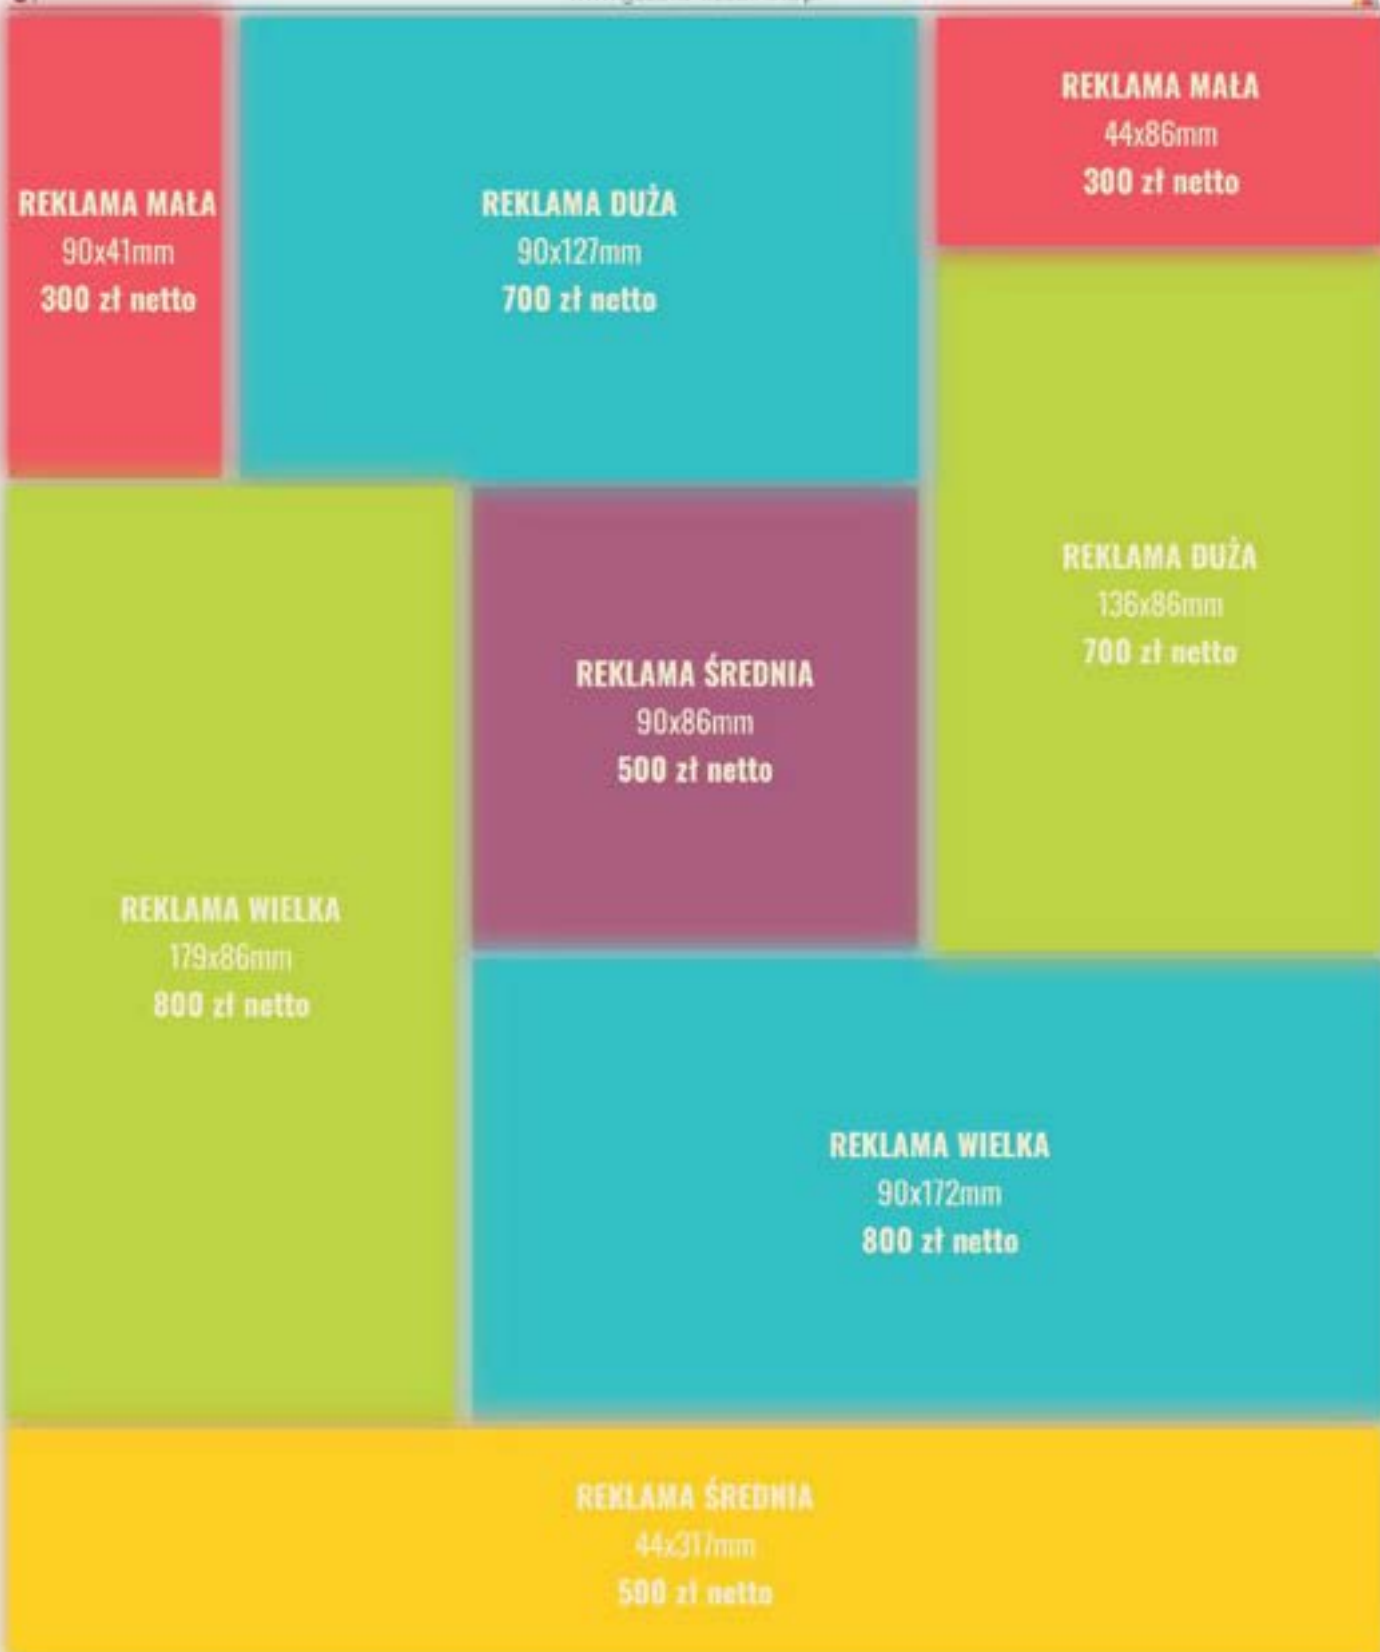 REKLAMA MAŁA
90x41mm
300 zł netto
REKLAMA DUŻA
90x127mm
700 zł netto
REKLAMA MAŁA
44x86mm
300 zł netto
REKLAMA DUŻA
136x86mm
700 zł netto
REKLAMA ŚREDNIA
90x86mm
500 zł netto
REKLAMA WIELKA
179x86mm
800 zł netto
REKLAMA WIELKA
90x172mm
800 zł netto
REKLAMA ŚREDNIA
44x317mm
500 zł netto